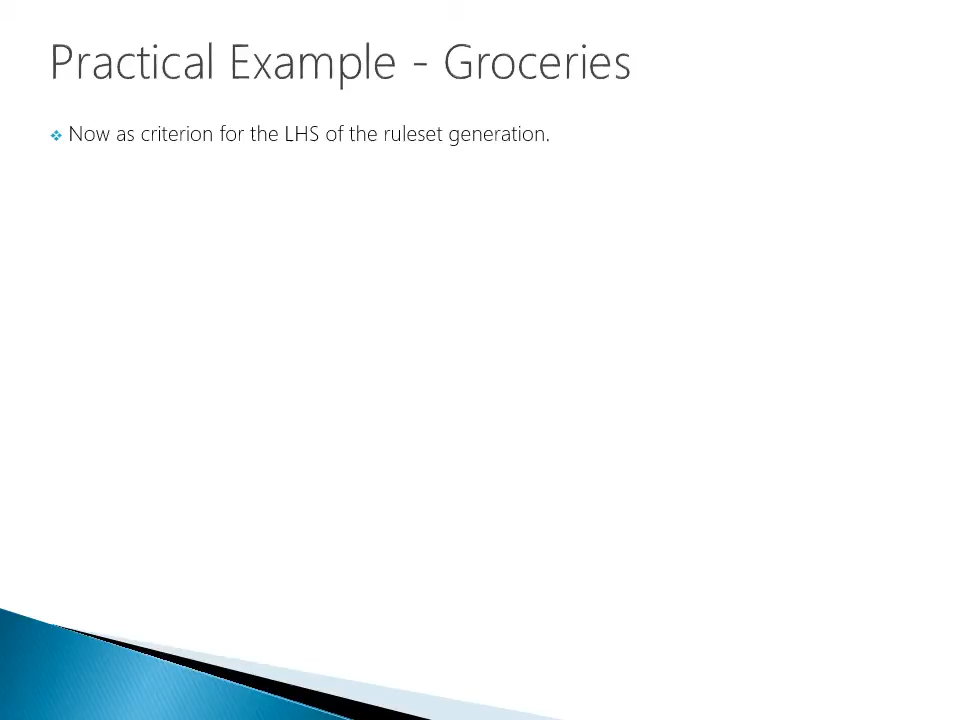 Practical Example - Groceries
Now as criterion for the LHS of the ruleset generation.